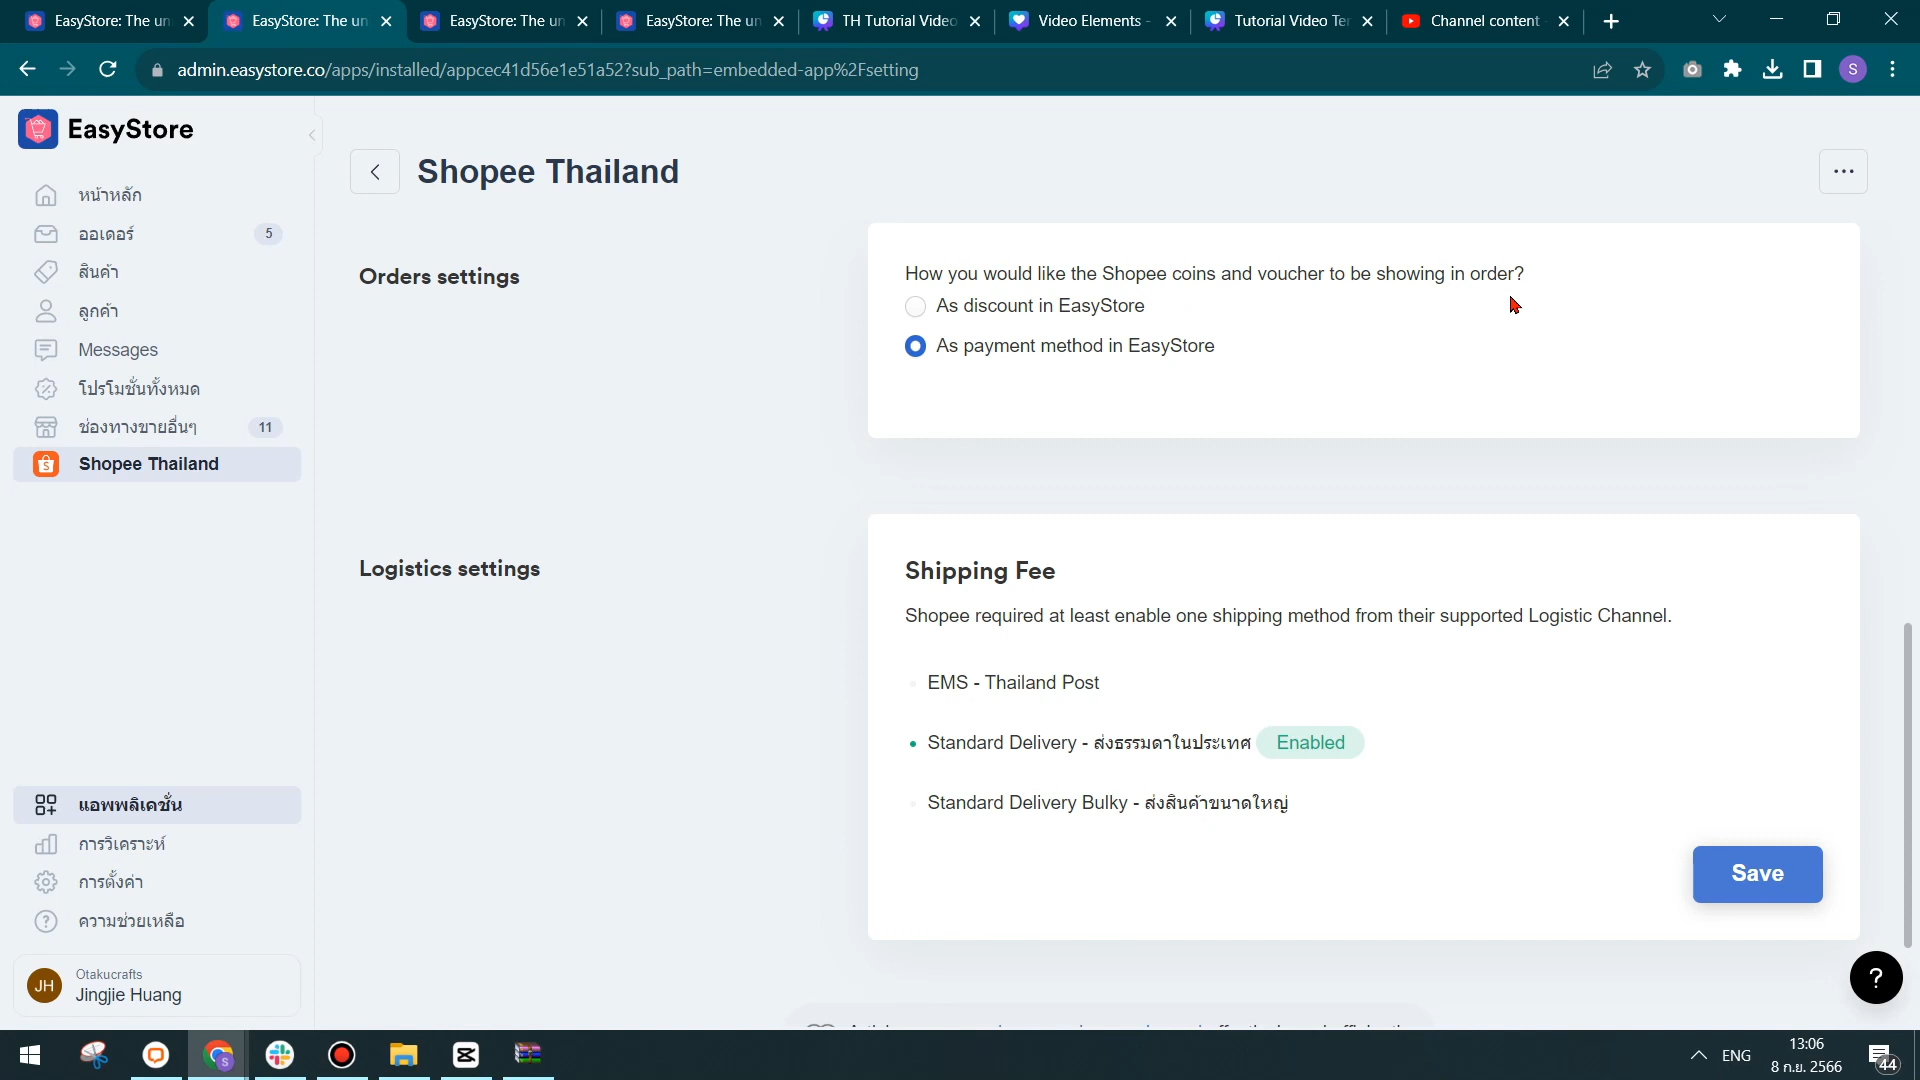 EasyStore: The un
EasyStore: The un
EasyStore: The un
EasyStore: The un
TH Tutorial Video
Video Elements -
Tutorial Video Te
Channel content
admin.easystore.co/apps/installed/appcec41d56e1e51a52?sub_path=embedded-app%2Fsetting
S
EasyStore
หน้าหลัก
ออเดอร์ 5
สินค้า
ลูกค้า
Messages
โปรโมชั่นทั้งหมด
ช่องทางขายอื่นๆ 11
Shopee Thailand
แอพพลิเคชั่น
การวิเคราะห์
การตั้งค่า
ความช่วยเหลือ
JH
Otakucrafts
Jingjie Huang
Shopee Thailand
Orders settings
How you would like the Shopee coins and voucher to be showing in order?
As discount in EasyStore
As payment method in EasyStore
Logistics settings
Shipping Fee
Shopee required at least enable one shipping method from their supported Logistic Channel.
EMS - Thailand Post
Standard Delivery - ส่งธรรมดาในประเทศ Enabled
Standard Delivery Bulky - ส่งสินค้าขนาดใหญ่
Save
?
ENG
13:06
8 ก.ย. 2566
44